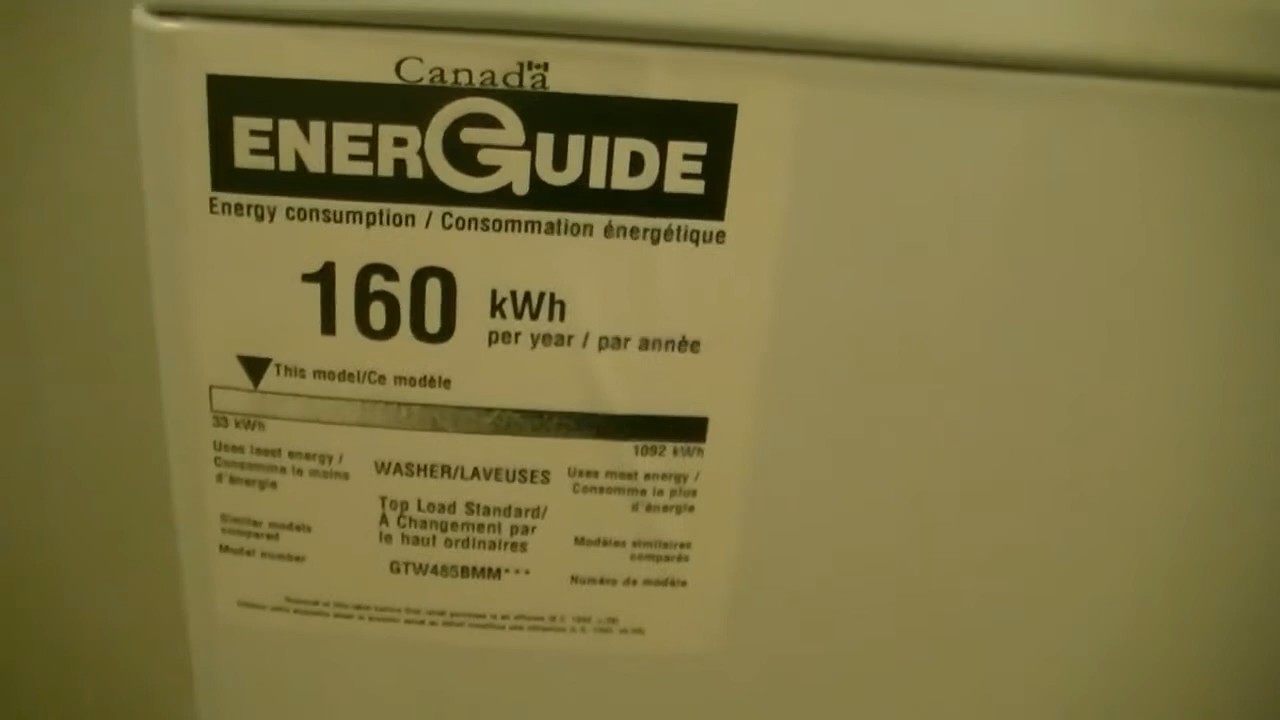 Canada
ENERGUIDE
Energy consumption / Consommation énergétique
160 kWh
per year / par année
This model/Ce modèle
33 kWh
1092 kWh
Uses least energy /
Consomme le moins
d'énergie
WASHER/LAVEUSES
Uses most energy /
Consomme le plus
d'énergie
Top Load Standard/
À Changement par
le haut ordinaires
Similar models
compared
Modèles similaires
comparés
Model number
GTW485BMM***
Numéro de modèle